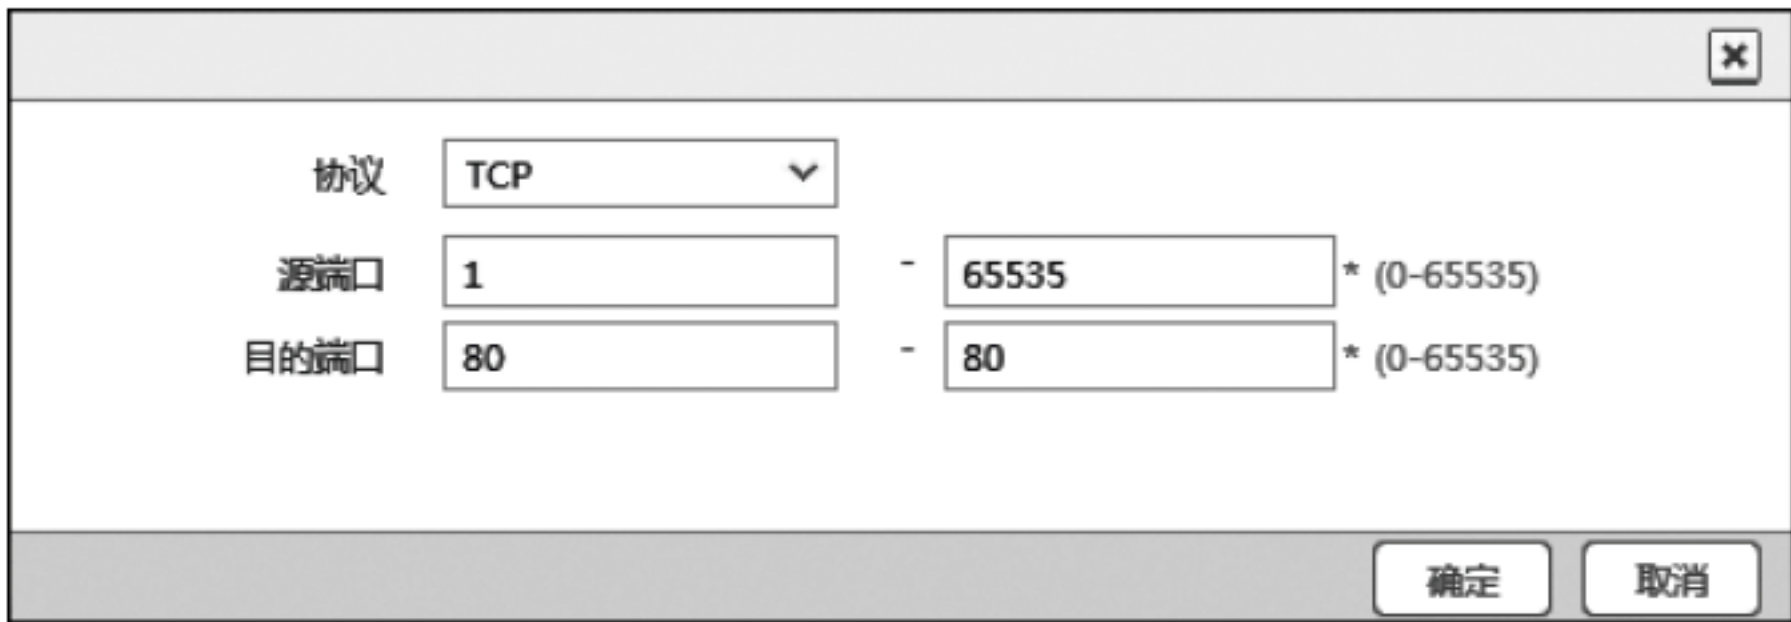 协议 TCP
源端口 1 - 65535 * (0-65535)
目的端口 80 - 80 * (0-65535)
确定 取消